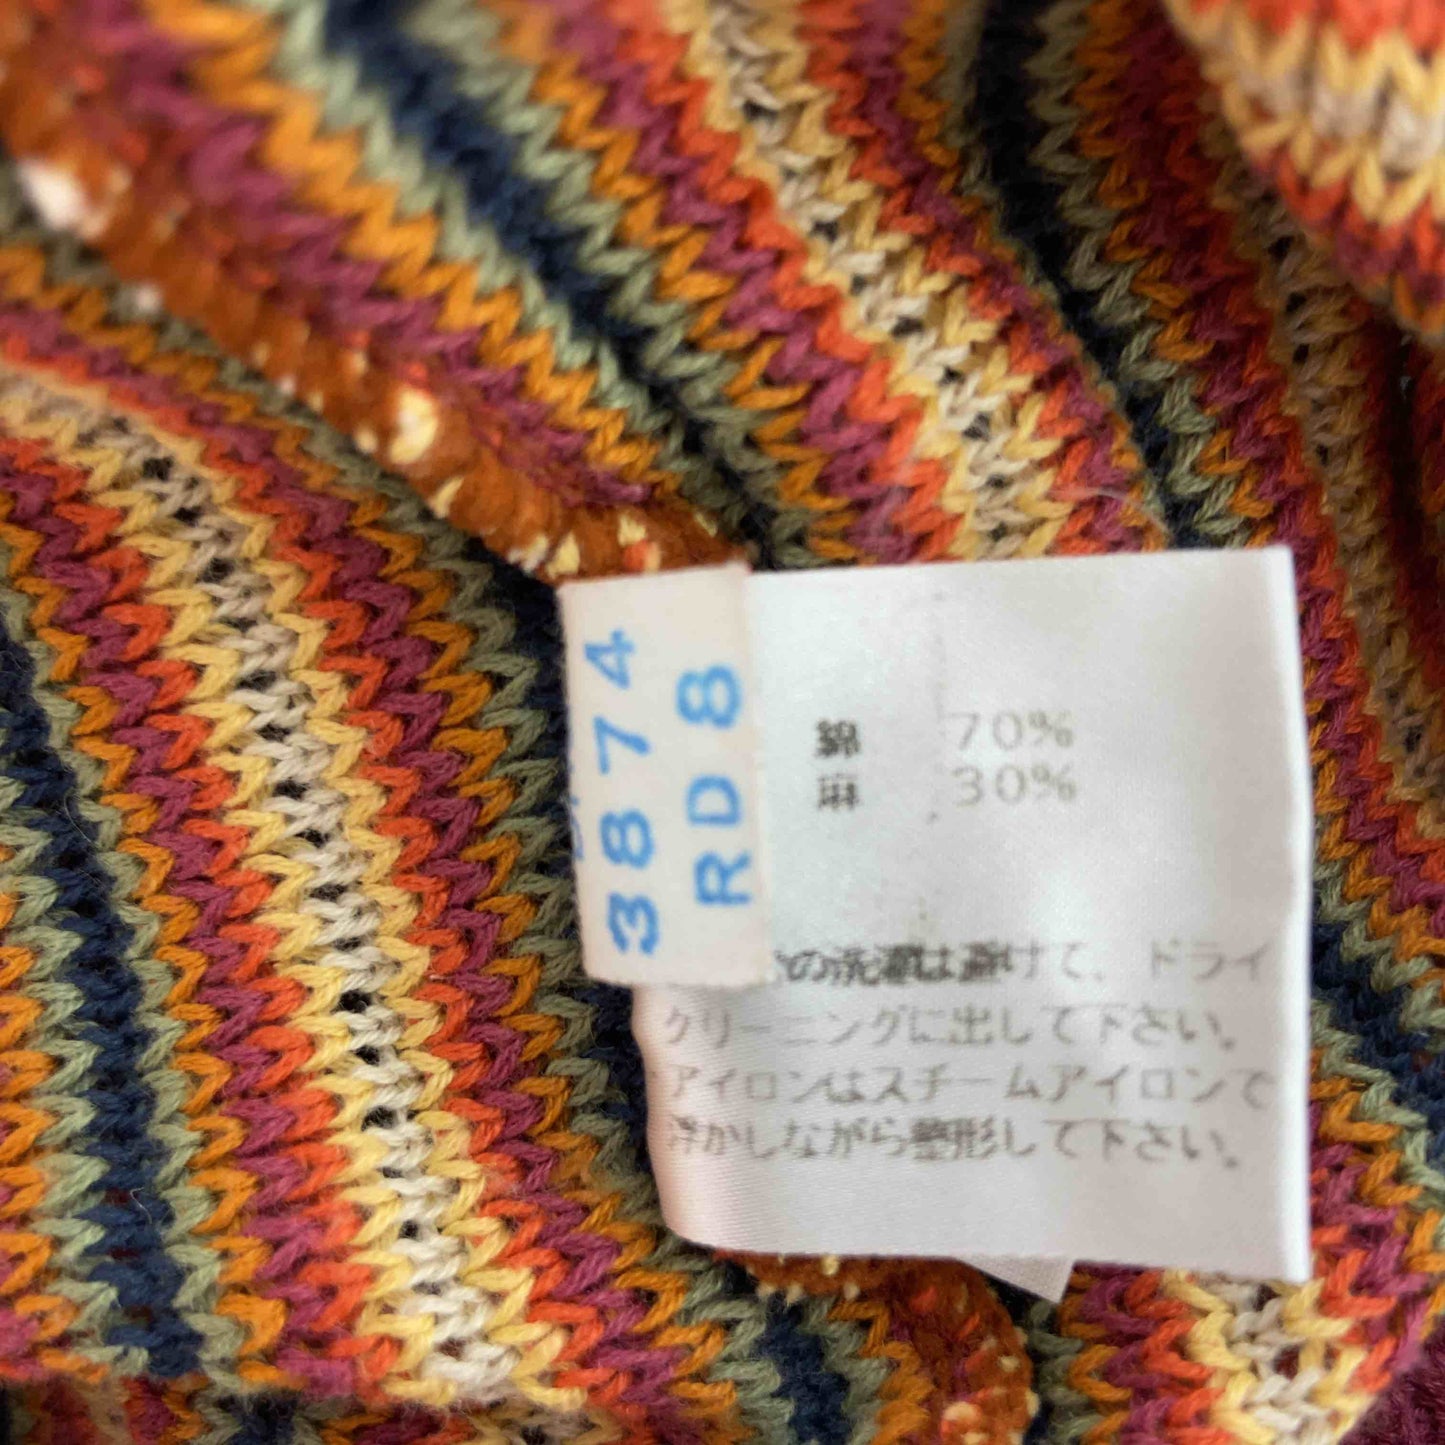 3874
RD8
綿 70%
麻 30%
の洗濯は避けて、ドライ
クリーニングに出して下さい。
アイロンはスチームアイロンで
浮かしながら整形して下さい。